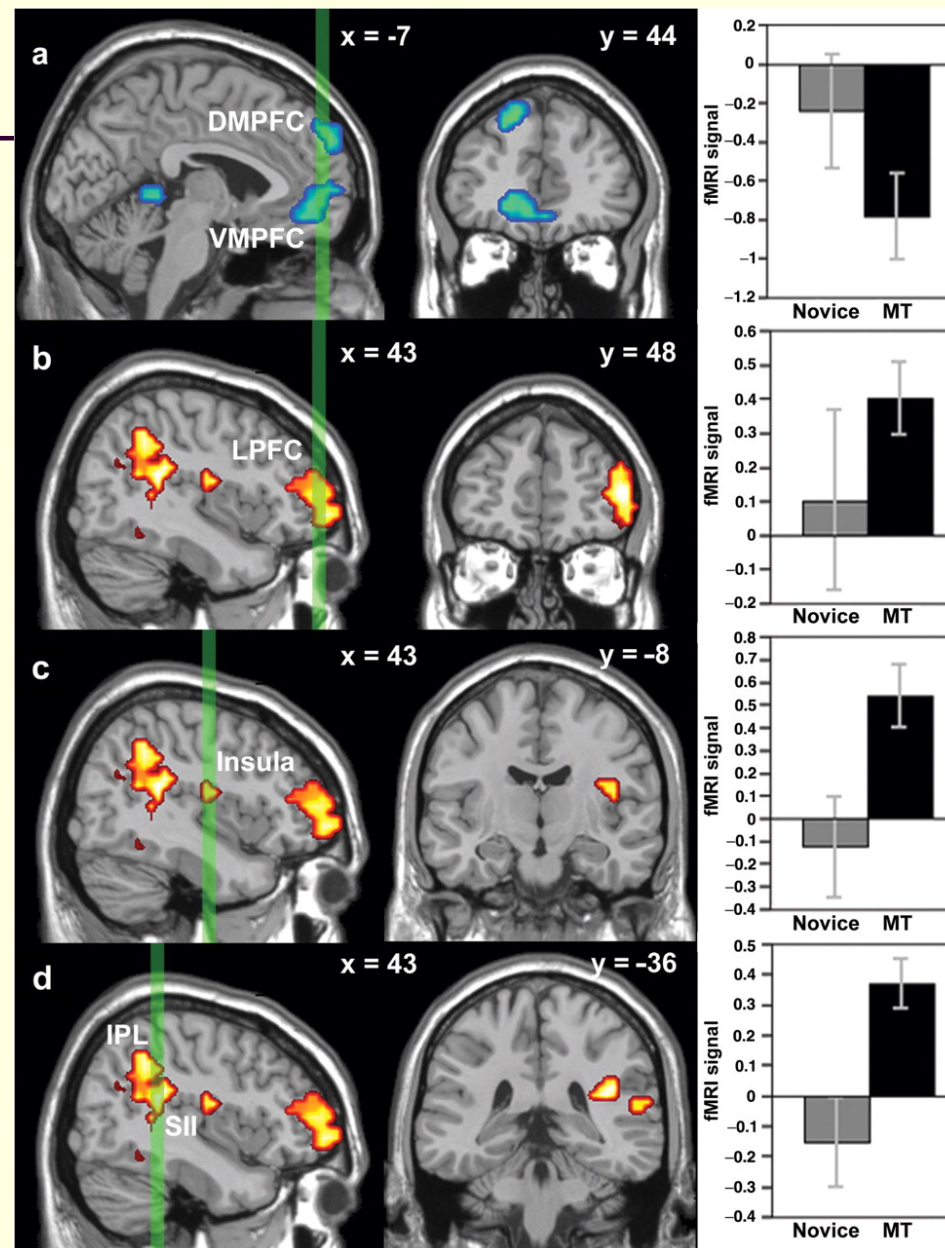 a
x = -7
y = 44
DMPFC
VMPFC
fMRI signal
0.2
0
−0.2
−0.4
−0.6
−0.8
−1
−1.2
Novice MT
b
x = 43
y = 48
LPFC
fMRI signal
0.6
0.5
0.4
0.3
0.2
0.1
0
−0.1
−0.2
Novice MT
c
x = 43
y = -8
Insula
fMRI signal
0.8
0.7
0.6
0.5
0.4
0.3
0.2
0.1
0
−0.1
−0.2
−0.3
−0.4
Novice MT
d
x = 43
y = -36
IPL
SII
fMRI signal
0.5
0.4
0.3
0.2
0.1
0
−0.1
−0.2
−0.3
−0.4
Novice MT